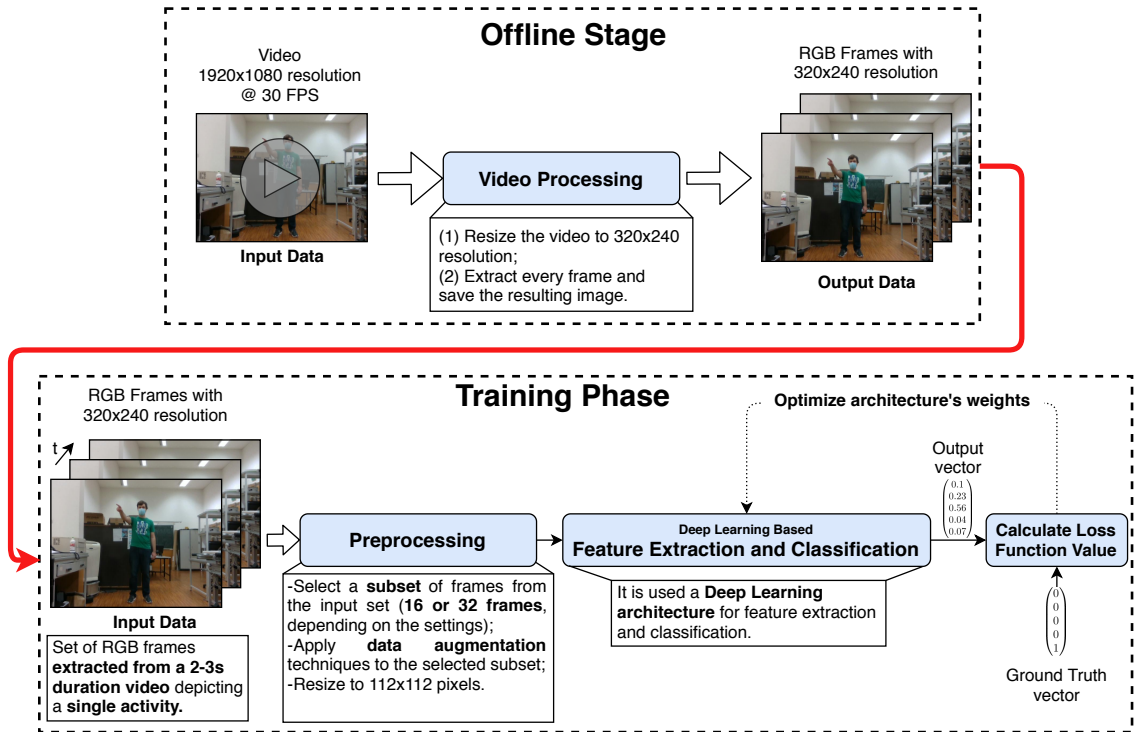 Offline Stage
Video
1920x1080 resolution
@ 30 FPS
Input Data
Video Processing
(1) Resize the video to 320x240
resolution;
(2) Extract every frame and
save the resulting image.
RGB Frames with
320x240 resolution
Output Data
Training Phase
RGB Frames with
320x240 resolution
t
Input Data
Set of RGB frames
extracted from a 2-3s
duration video depicting
a single activity.
Preprocessing
-Select a subset of frames from
the input set (16 or 32 frames,
depending on the settings);
-Apply data augmentation
techniques to the selected subset;
-Resize to 112x112 pixels.
Optimize architecture's weights
Deep Learning Based
Feature Extraction and Classification
It is used a Deep Learning
architecture for feature extraction
and classification.
Output
vector
0.1
0.23
0.56
0.04
0.07
Calculate Loss
Function Value
0
0
0
0
1
Ground Truth
vector